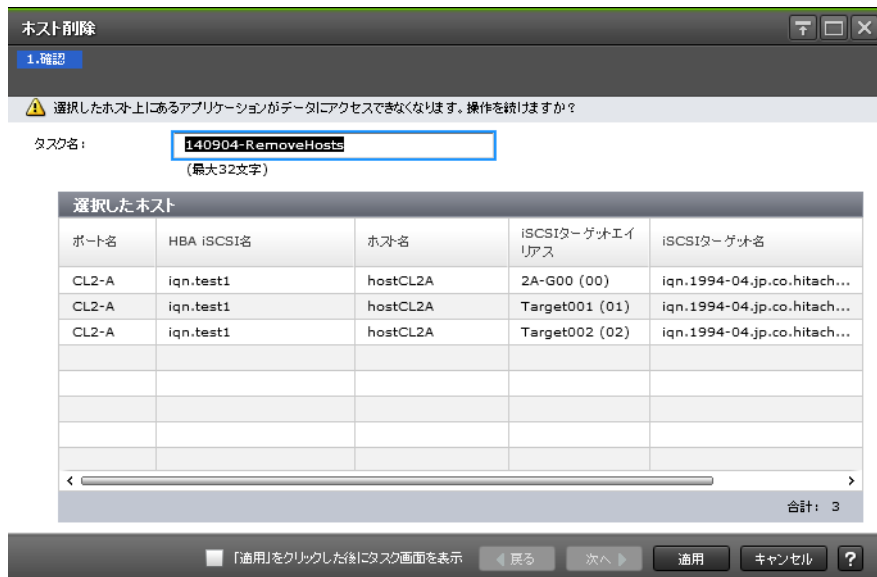 ホスト削除
1.確認
選択したホスト上にあるアプリケーションがデータにアクセスできなくなります。操作を続けますか?
タスク名: 140904-RemoveHosts
(最大32文字)
選択したホスト
ポート名 HBA iSCSI名 ホスト名 iSCSIターゲットエイリアス iSCSIターゲット名
CL2-A iqn.test1 hostCL2A 2A-G00 (00) iqn.1994-04.jp.co.hitach...
CL2-A iqn.test1 hostCL2A Target001 (01) iqn.1994-04.jp.co.hitach...
CL2-A iqn.test1 hostCL2A Target002 (02) iqn.1994-04.jp.co.hitach...
合計: 3
「適用」をクリックした後にタスク画面を表示 戻る 次へ 適用 キャンセル ?